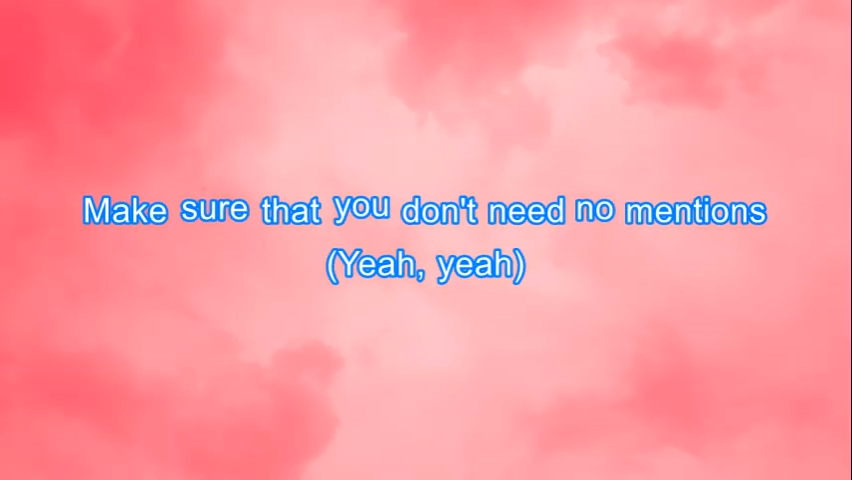 Make sure that you don't need no mentions
(Yeah, yeah)